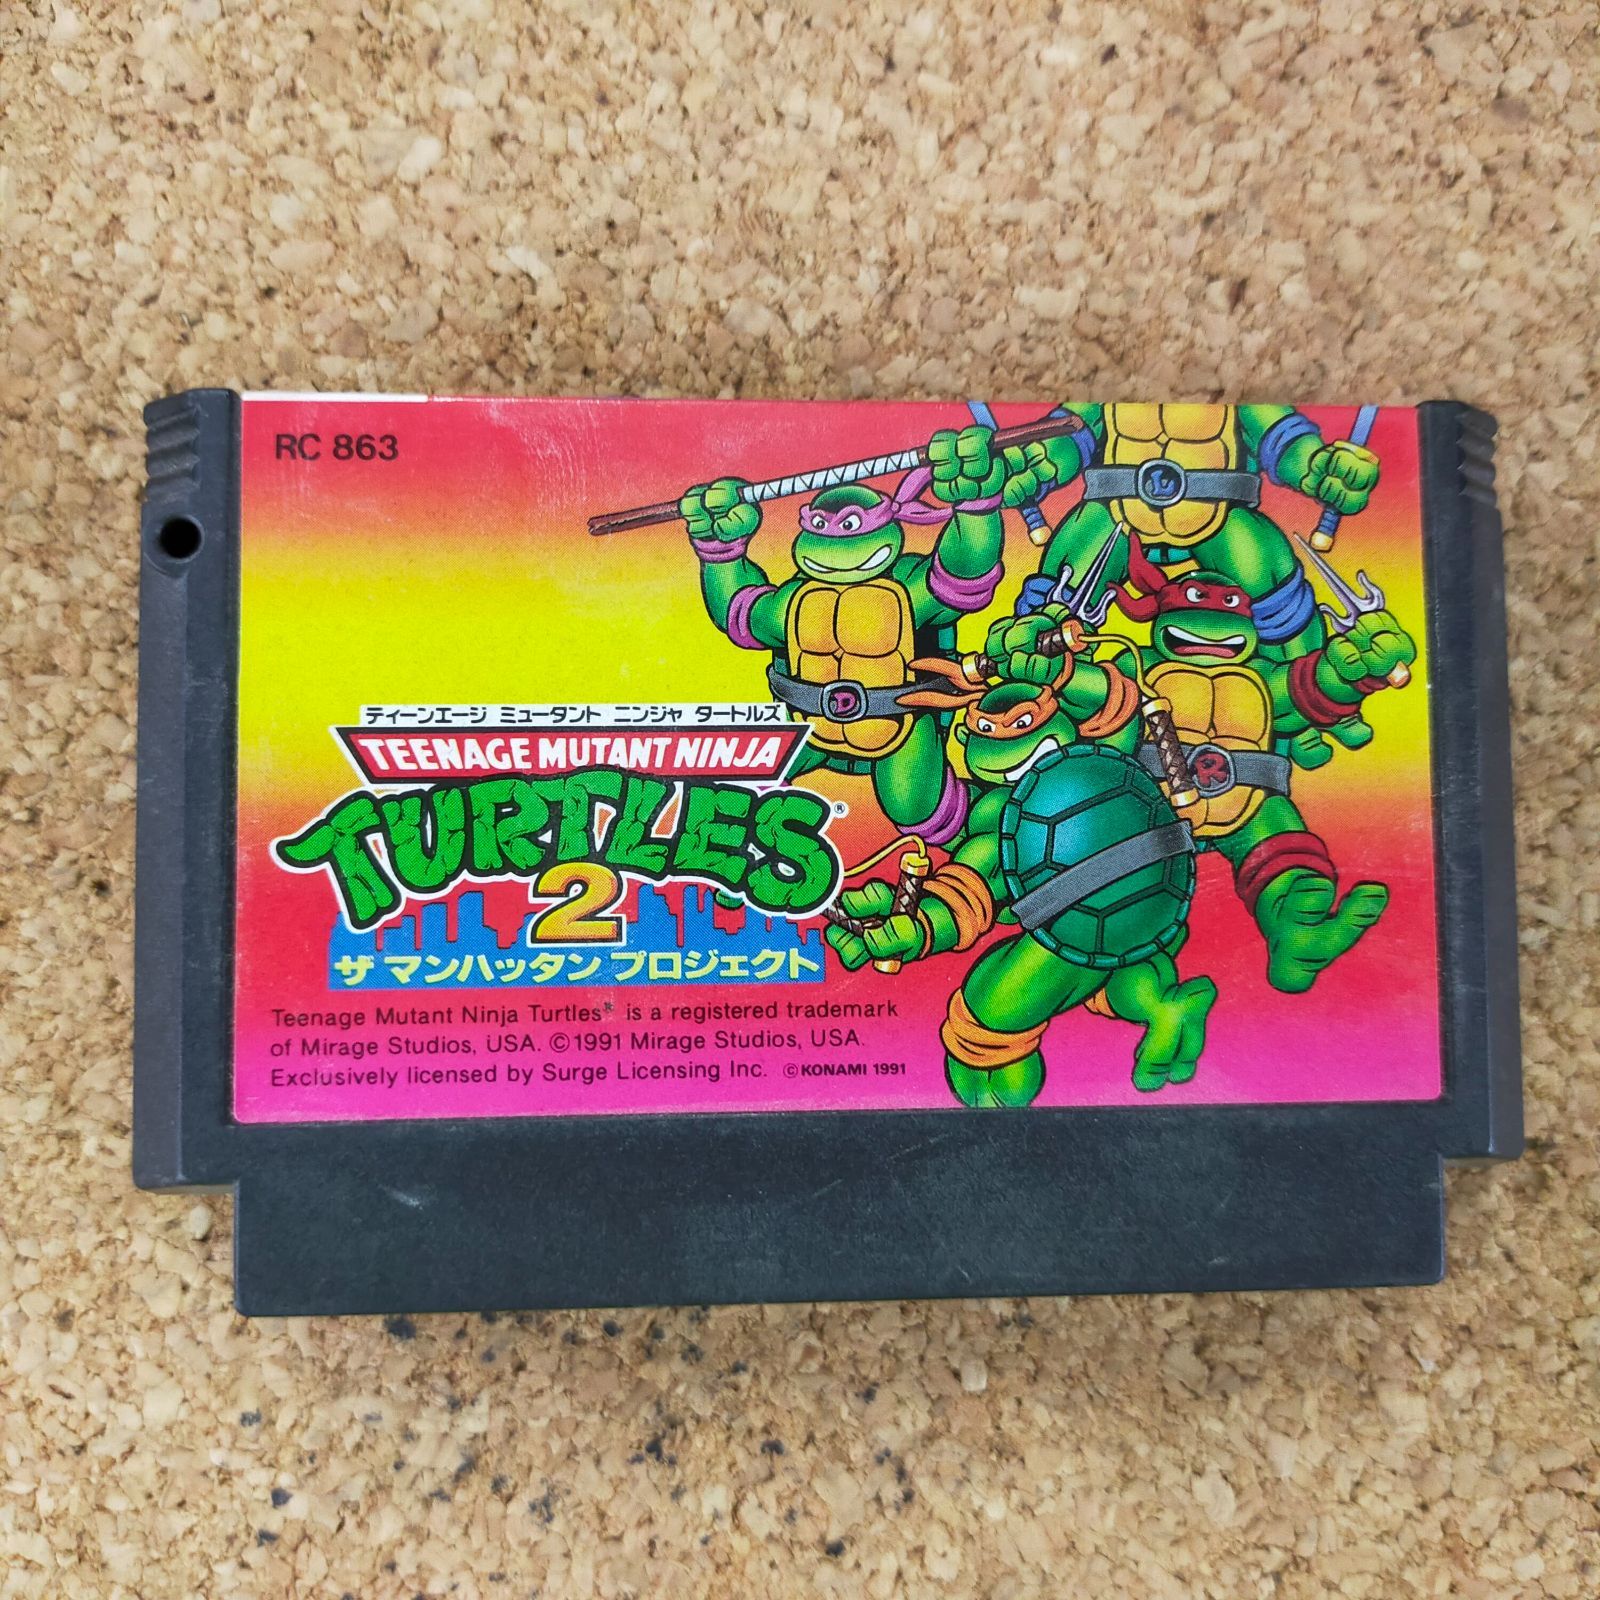 RC 863
ティーンエージ ミュータント ニンジャ タートルズ
TEENAGE MUTANT NINJA
TURTLES®
2
ザ マンハッタン プロジェクト
Teenage Mutant Ninja Turtles® is a registered trademark
of Mirage Studios, USA. ©1991 Mirage Studios, USA.
Exclusively licensed by Surge Licensing Inc. ©KONAMI 1991
L
D
R